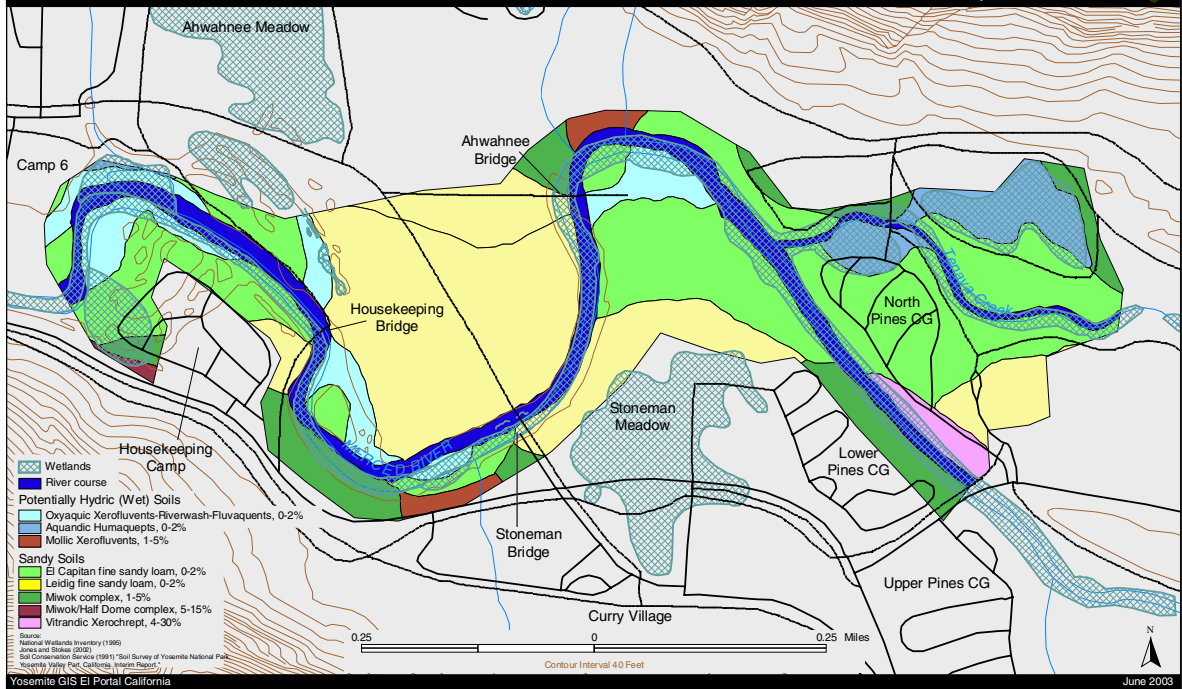 Ahwahnee Meadow
Camp 6
Ahwahnee
Bridge
Housekeeping
Bridge
North
Pines CG
Tenaya Creek
Stoneman
Meadow
MERCED RIVER
Housekeeping
Camp
Lower
Pines CG
Stoneman
Bridge
Upper Pines CG
Curry Village
Wetlands
River course
Potentially Hydric (Wet) Soils
Oxyaquic Xerofluvents-Riverwash-Fluvaquents, 0-2%
Aquandic Humaquepts, 0-2%
Mollic Xerofluvents, 1-5%
Sandy Soils
El Capitan fine sandy loam, 0-2%
Leidig fine sandy loam, 0-2%
Miwok complex, 1-5%
Miwok/Half Dome complex, 5-15%
Vitrandic Xerochrept, 4-30%
Source:
National Wetlands Inventory (1995)
Jones and Stokes (2002)
Soil Conservation Service (1991) "Soil Survey of Yosemite National Park,
Yosemite Valley Part, California. Interim Report."
0.25 0 0.25 Miles
Contour Interval 40 Feet
N
Yosemite GIS El Portal California
June 2003